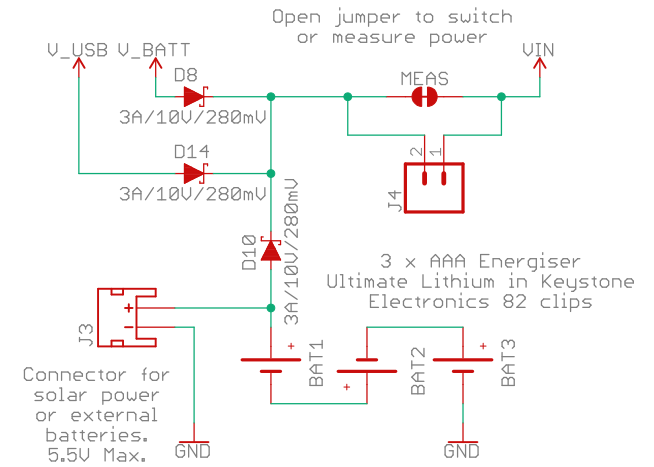 Open jumper to switch
or measure power
V_USB V_BATT
VIN
D8
MEAS
3A/10V/280mV
D14
2
1
3A/10V/280mV
J4
D10
3A/10V/280mV
3 x AAA Energiser
Ultimate Lithium in Keystone
Electronics 82 clips
J3
+
-
+
BAT1
+
BAT2
+
BAT3
Connector for
solar power
or external
batteries.
5.5V Max.
GND
GND